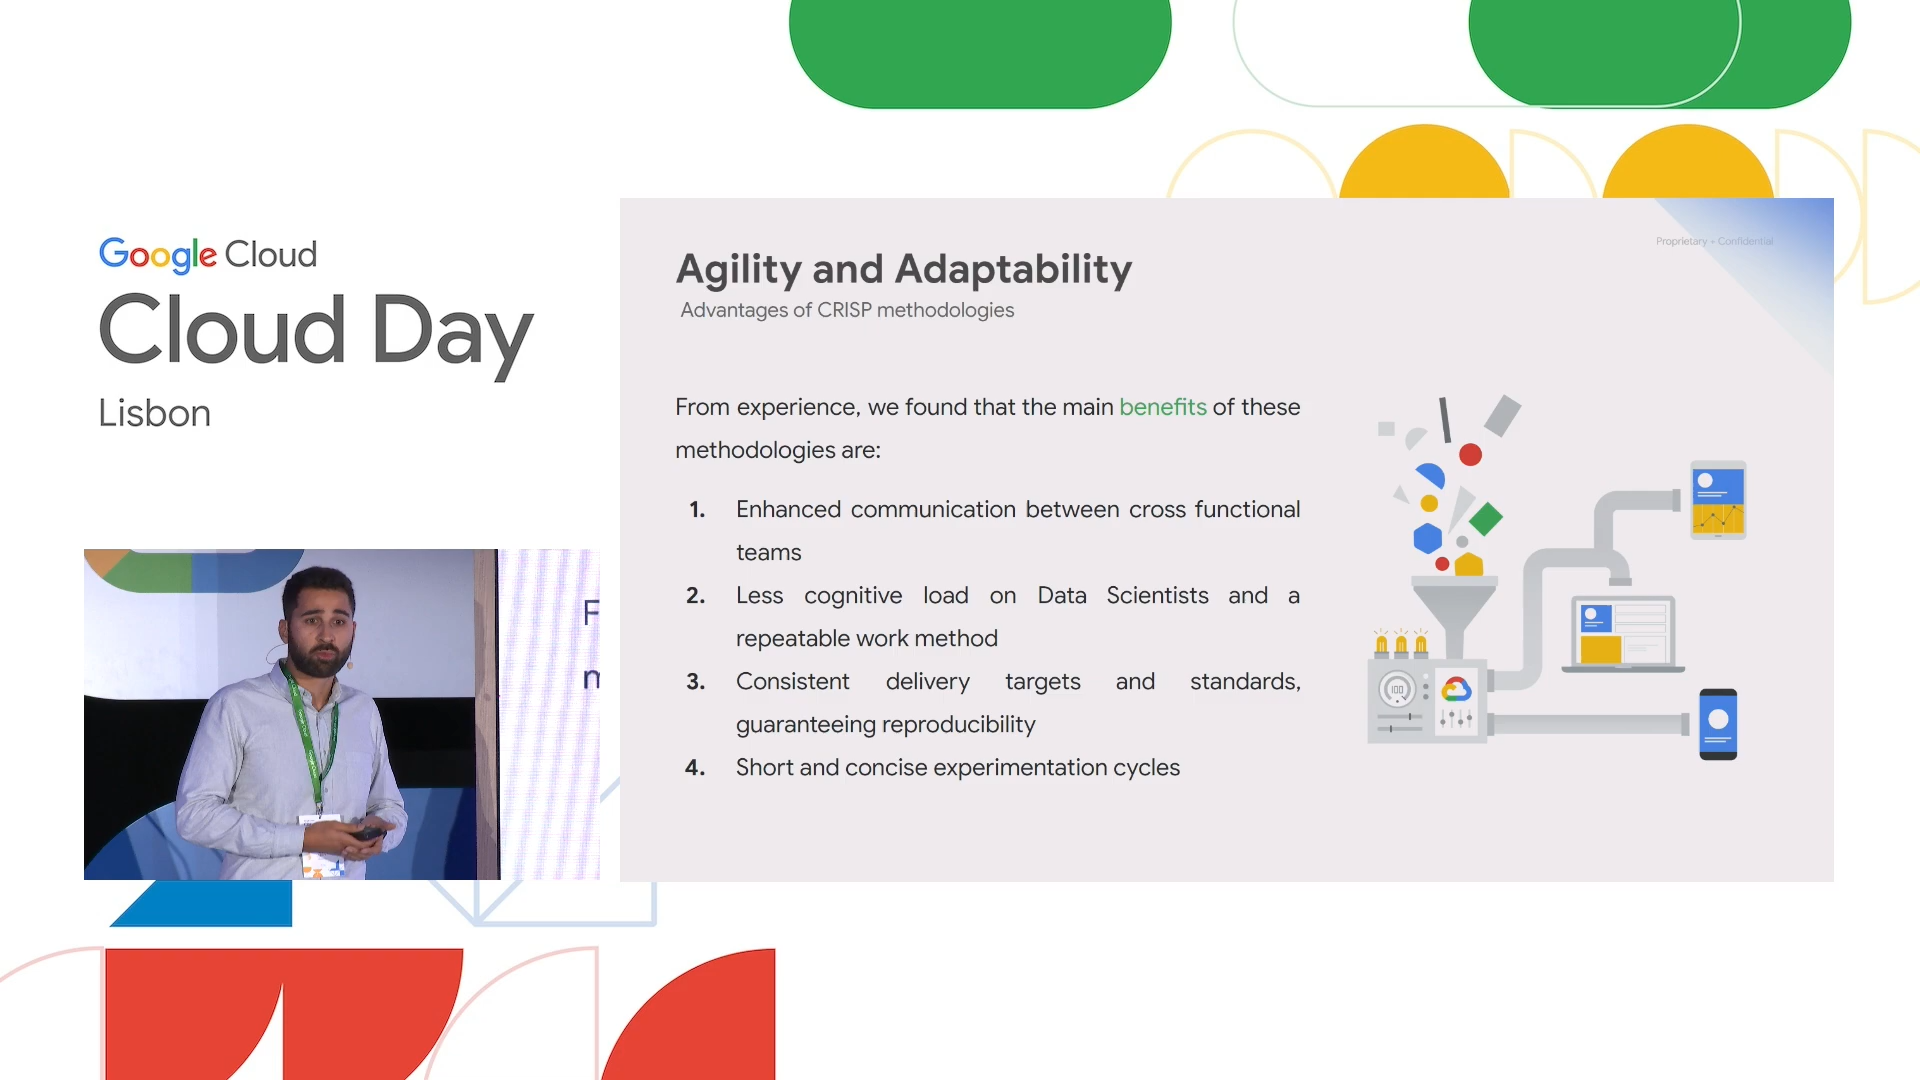 Google Cloud
Cloud Day
Lisbon
Proprietary + Confidential
Agility and Adaptability
Advantages of CRISP methodologies
From experience, we found that the main benefits of these
methodologies are:
1. Enhanced communication between cross functional
teams
2. Less cognitive load on Data Scientists and a
repeatable work method
3. Consistent delivery targets and standards,
guaranteeing reproducibility
4. Short and concise experimentation cycles
100
F
m